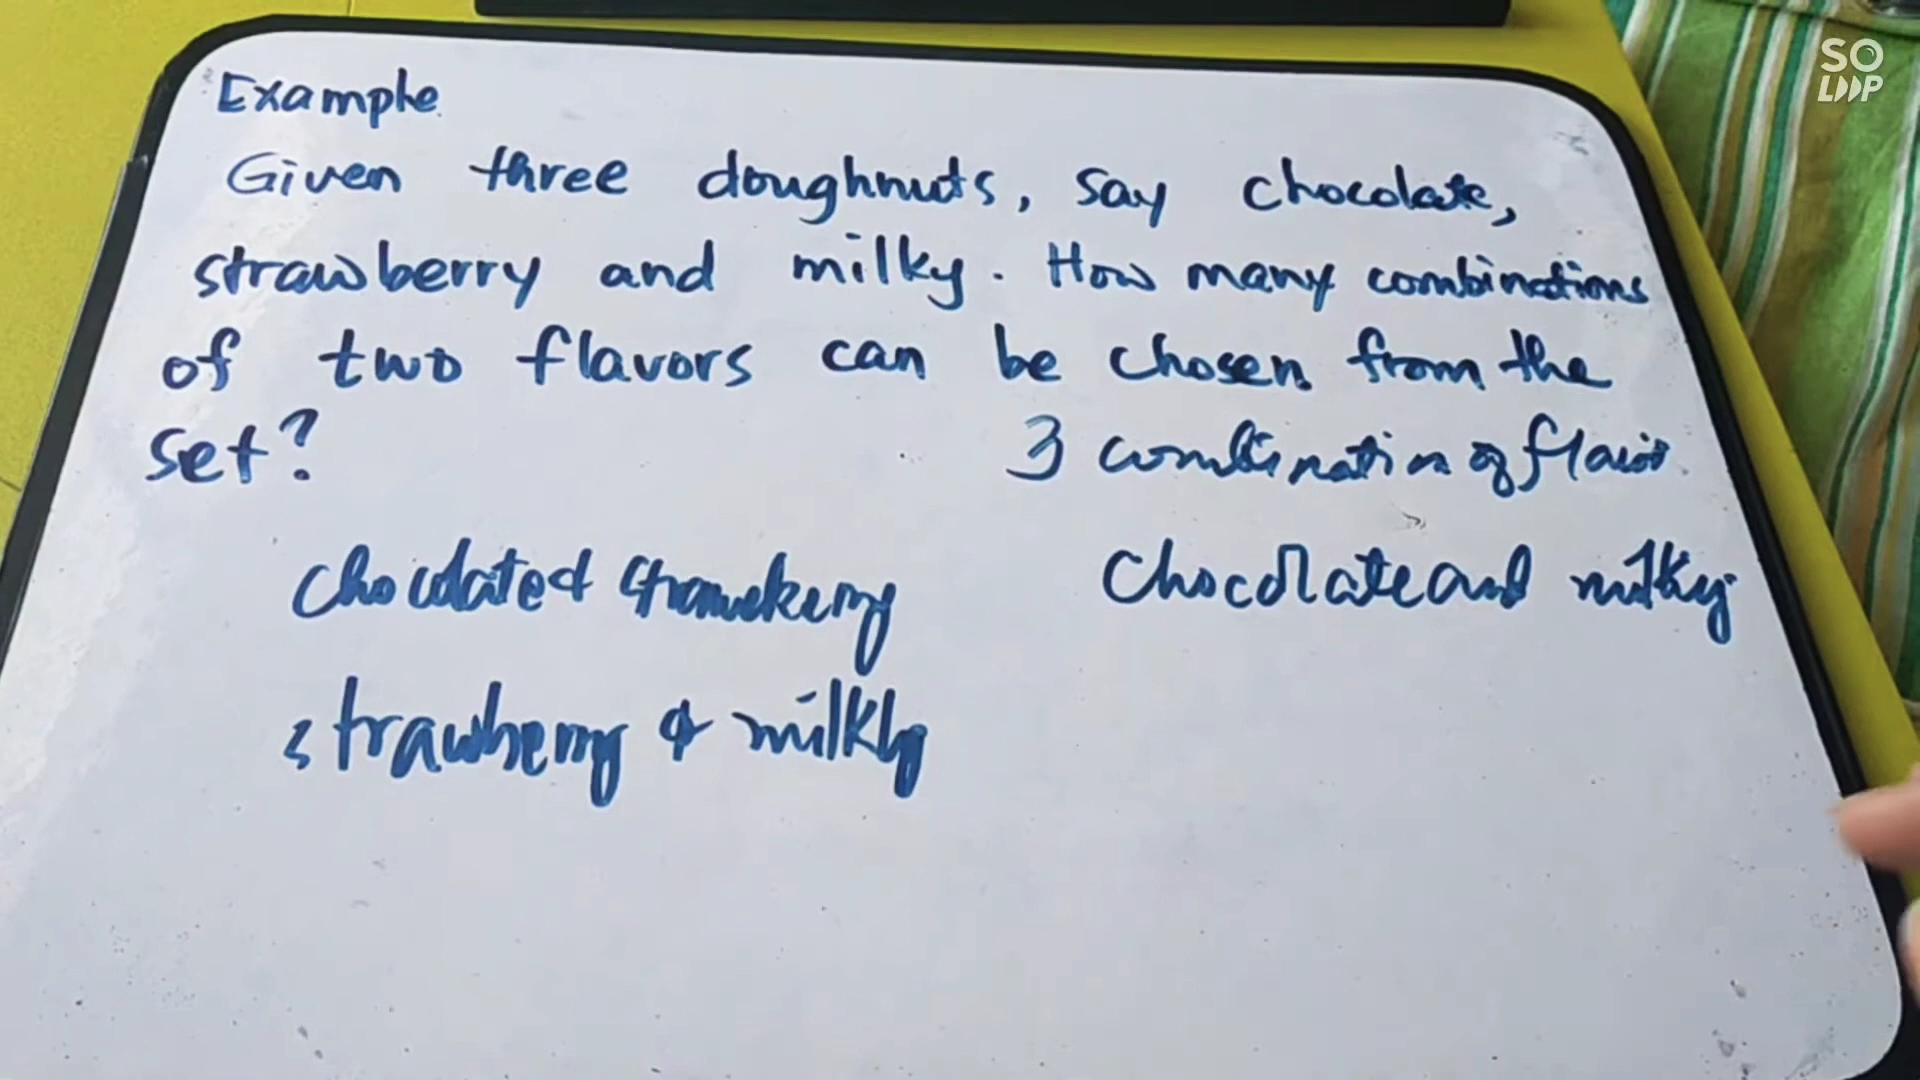 Example
Given three doughnuts, say chocolate,
strawberry and milky. How many combinations
of two flavors can be chosen from the
set?
3 combination of flavor
chocolate & strawberry
chocolate and milky
strawberry & milky
SO
LOOP